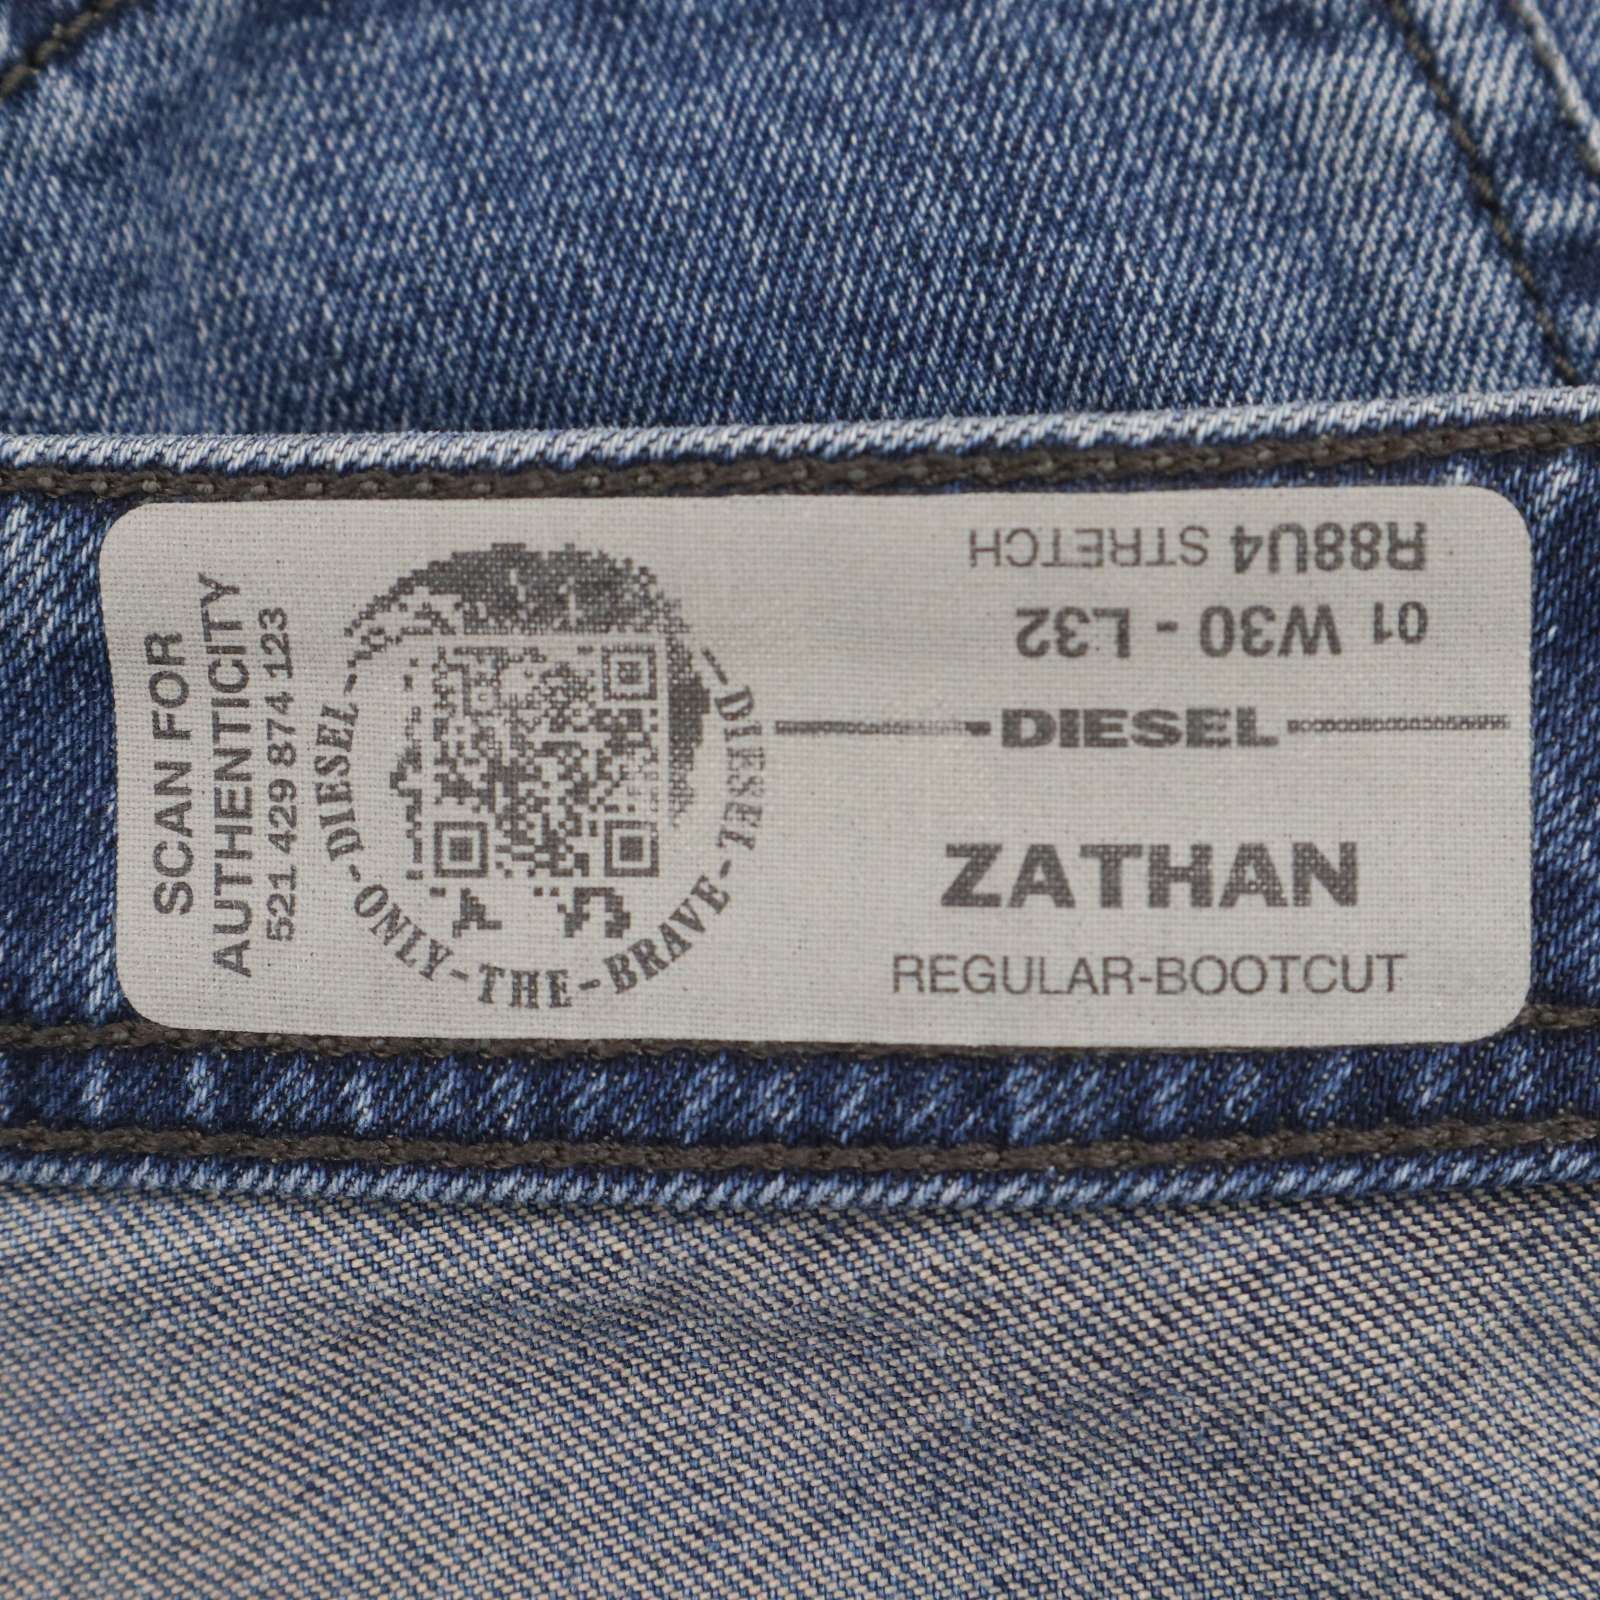 SCAN FOR
AUTHENTICITY
521 429 874 123
DIESEL-ONLY-THE-BRAVE-DIESEL
R88U4 STRETCH
01 W30 - L32
DIESEL
ZATHAN
REGULAR-BOOTCUT